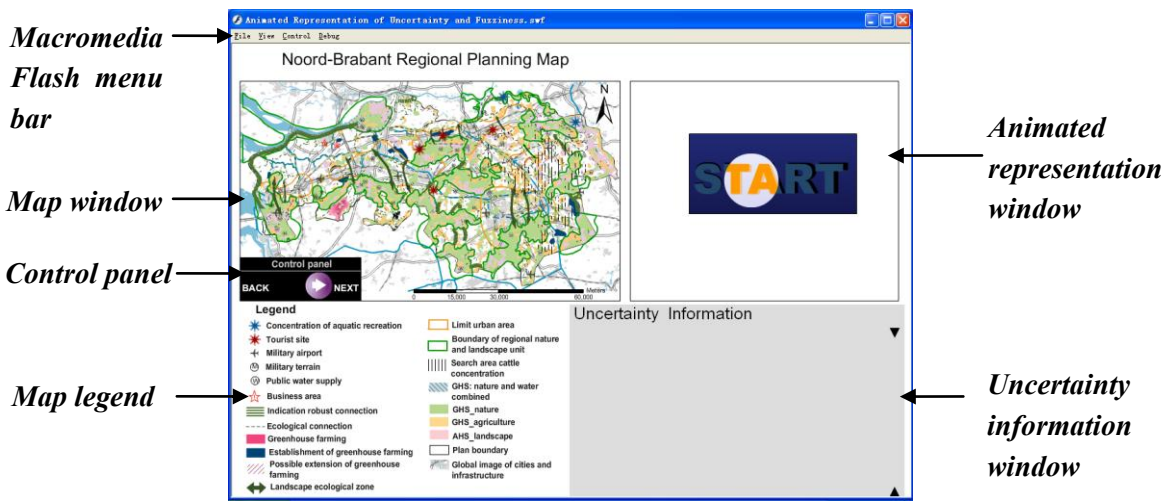 Macromedia
Flash menu
bar
Map window
Control panel
Map legend
Animated Representation of Uncertainty and Fuzziness.swf
File View Control Debug
Noord-Brabant Regional Planning Map
N
Control panel
BACK NEXT
Meters
0 15,000 30,000 60,000
START
Legend
Concentration of aquatic recreation
Tourist site
Military airport
Military terrain
Public water supply
Business area
Indication robust connection
Ecological connection
Greenhouse farming
Establishment of greenhouse farming
Possible extension of greenhouse
farming
Landscape ecological zone
Limit urban area
Boundary of regional nature
and landscape unit
Search area cattle
concentration
GHS: nature and water
combined
GHS_nature
GHS_agriculture
AHS_landscape
Plan boundary
Global image of cities and
infrastructure
Uncertainty Information
Animated
representation
window
Uncertainty
information
window